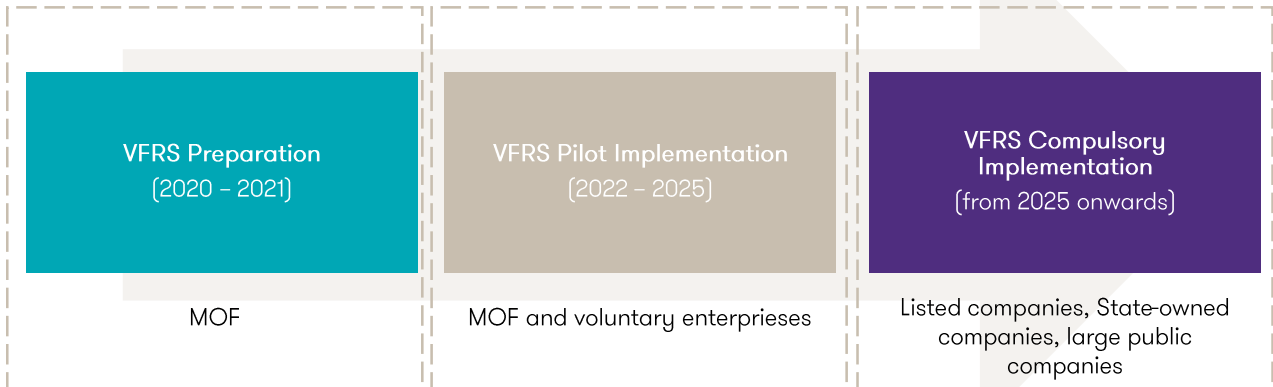 VFRS Preparation
(2020 – 2021)
MOF
VFRS Pilot Implementation
(2022 – 2025)
MOF and voluntary enterprieses
VFRS Compulsory
Implementation
(from 2025 onwards)
Listed companies, State-owned
companies, large public
companies